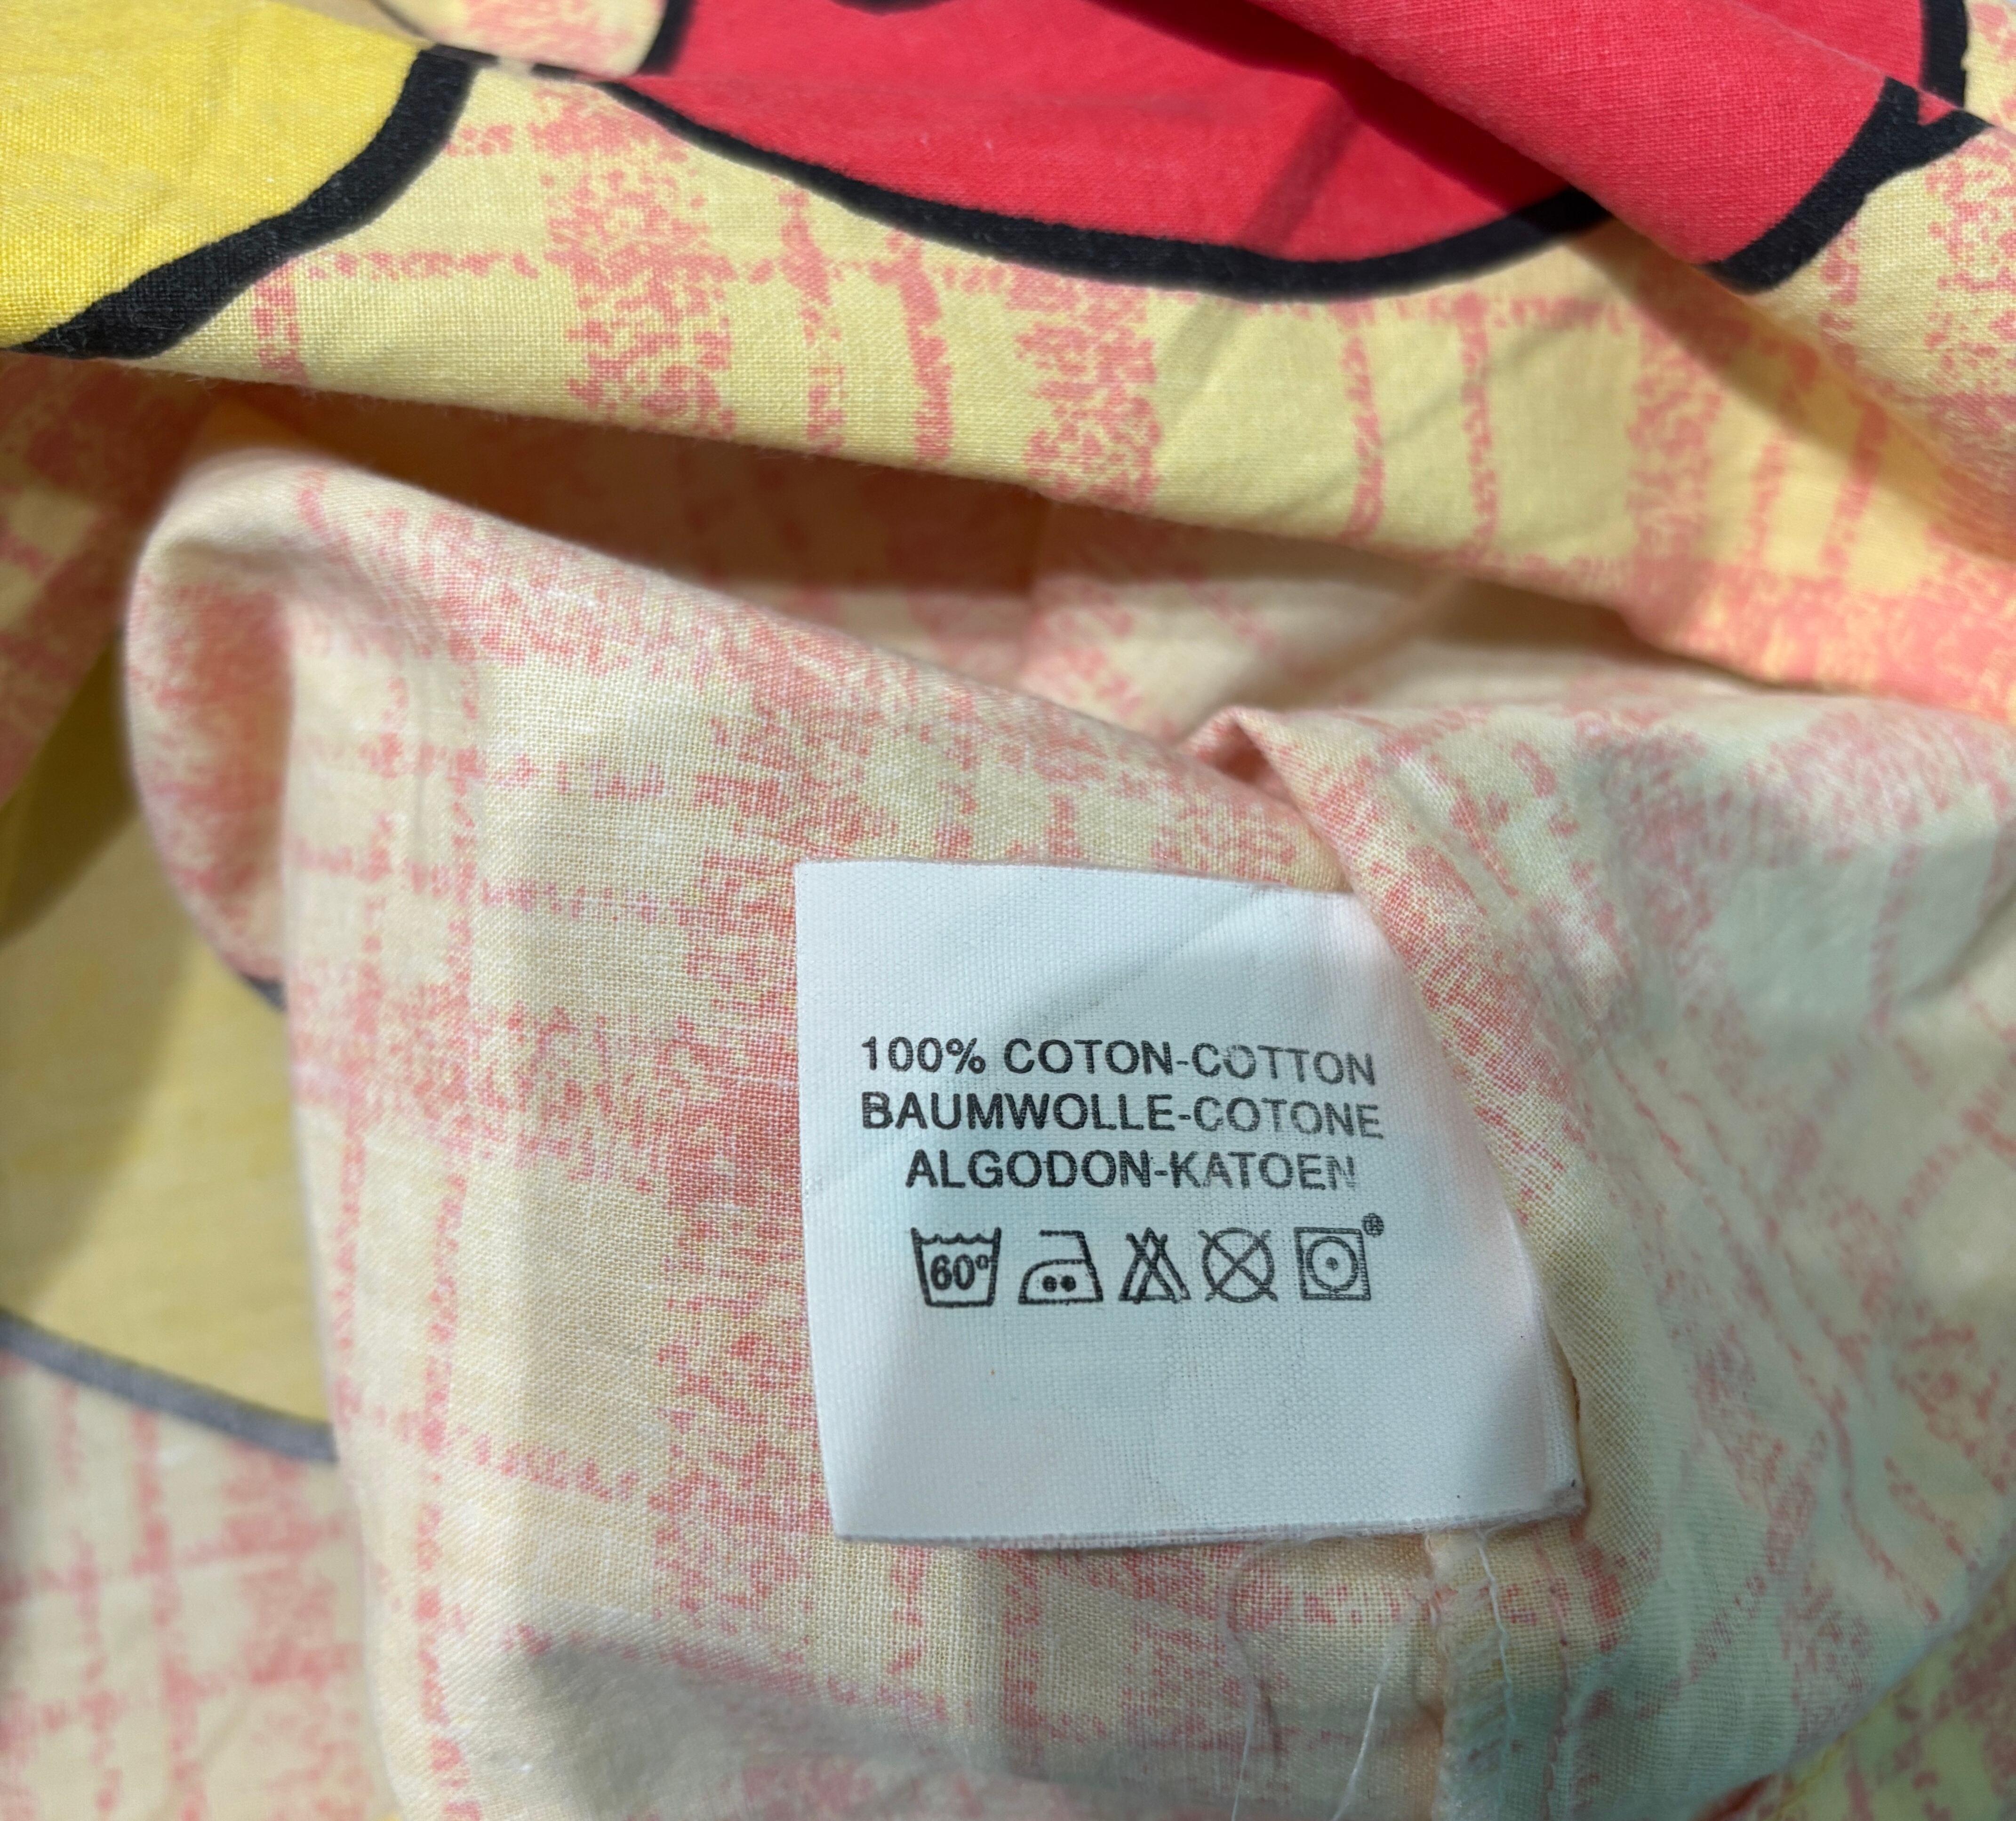 100% COTON-COTTON
BAUMWOLLE-COTONE
ALGODON-KATOEN
60°
®